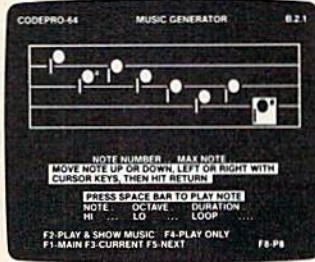 CODEPRO-64 MUSIC GENERATOR B.2.1
NOTE NUMBER ... MAX NOTE ...
MOVE NOTE UP OR DOWN, LEFT OR RIGHT WITH
CURSOR KEYS, THEN HIT RETURN
PRESS SPACE BAR TO PLAY NOTE
NOTE : OCTAVE . DURATION .
HI ... LO ... LOOP ....
F2-PLAY & SHOW MUSIC F4-PLAY ONLY
F1-MAIN F3-CURRENT F5-NEXT F8-P8